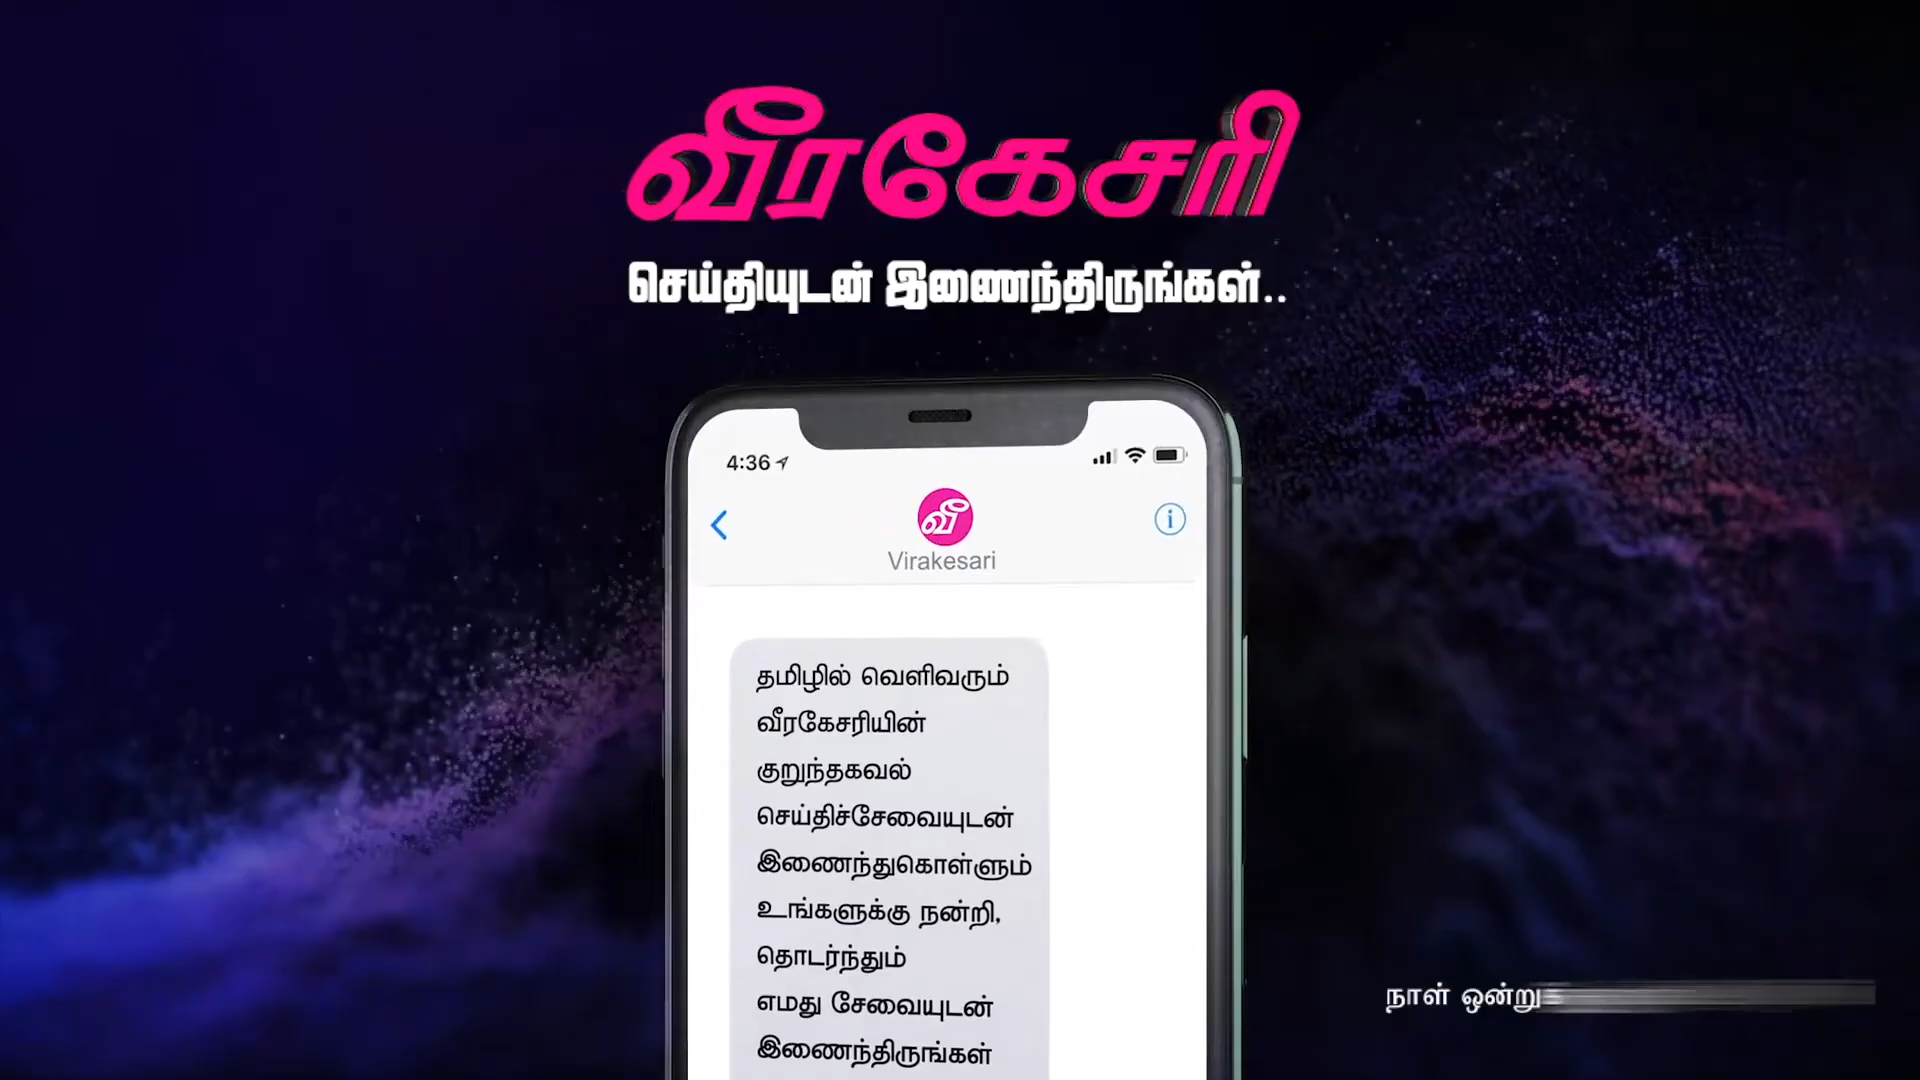 வீரகேசரி
செய்தியுடன் இணைந்திருங்கள்..
4:36
வீ
Virakesari
தமிழில் வெளிவரும்
வீரகேசரியின்
குறுந்தகவல்
செய்திச்சேவையுடன்
இணைந்துகொள்ளும்
உங்களுக்கு நன்றி,
தொடர்ந்தும்
எமது சேவையுடன்
இணைந்திருங்கள்
நாள் ஒன்று